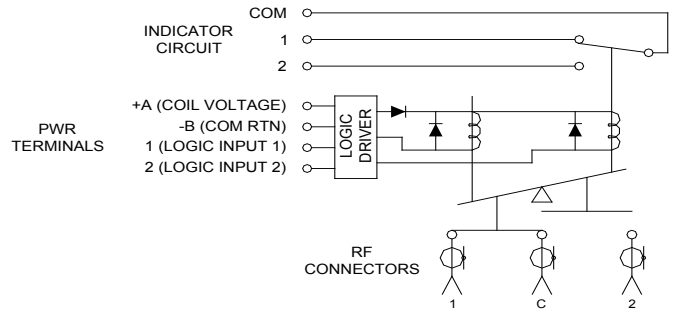 COM
INDICATOR
CIRCUIT
1
2
PWR
TERMINALS
+A (COIL VOLTAGE)
-B (COM RTN)
1 (LOGIC INPUT 1)
2 (LOGIC INPUT 2)
LOGIC
DRIVER
RF
CONNECTORS
1
C
2